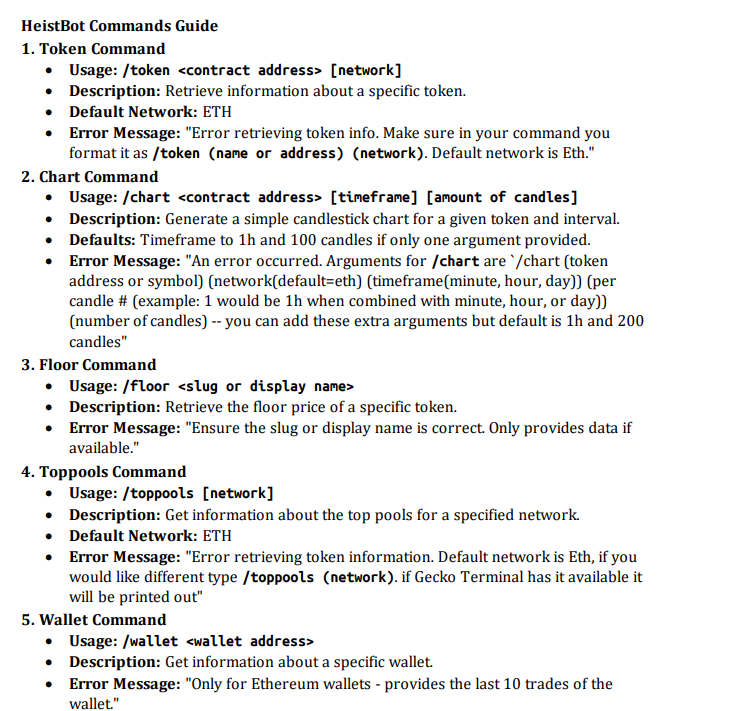 HeistBot Commands Guide
1. Token Command
• Usage: /token <contract address> [network]
• Description: Retrieve information about a specific token.
• Default Network: ETH
• Error Message: "Error retrieving token info. Make sure in your command you
format it as /token (name or address) (network). Default network is Eth."
2. Chart Command
• Usage: /chart <contract address> [timeframe] [amount of candles]
• Description: Generate a simple candlestick chart for a given token and interval.
• Defaults: Timeframe to 1h and 100 candles if only one argument provided.
• Error Message: "An error occurred. Arguments for /chart are `/chart (token
address or symbol) (network(default=eth) (timeframe(minute, hour, day)) (per
candle # (example: 1 would be 1h when combined with minute, hour, or day))
(number of candles) -- you can add these extra arguments but default is 1h and 200
candles"
3. Floor Command
• Usage: /floor <slug or display name>
• Description: Retrieve the floor price of a specific token.
• Error Message: "Ensure the slug or display name is correct. Only provides data if
available."
4. Toppools Command
• Usage: /toppools [network]
• Description: Get information about the top pools for a specified network.
• Default Network: ETH
• Error Message: "Error retrieving token information. Default network is Eth, if you
would like different type /toppools (network). if Gecko Terminal has it available it
will be printed out"
5. Wallet Command
• Usage: /wallet <wallet address>
• Description: Get information about a specific wallet.
• Error Message: "Only for Ethereum wallets - provides the last 10 trades of the
wallet."